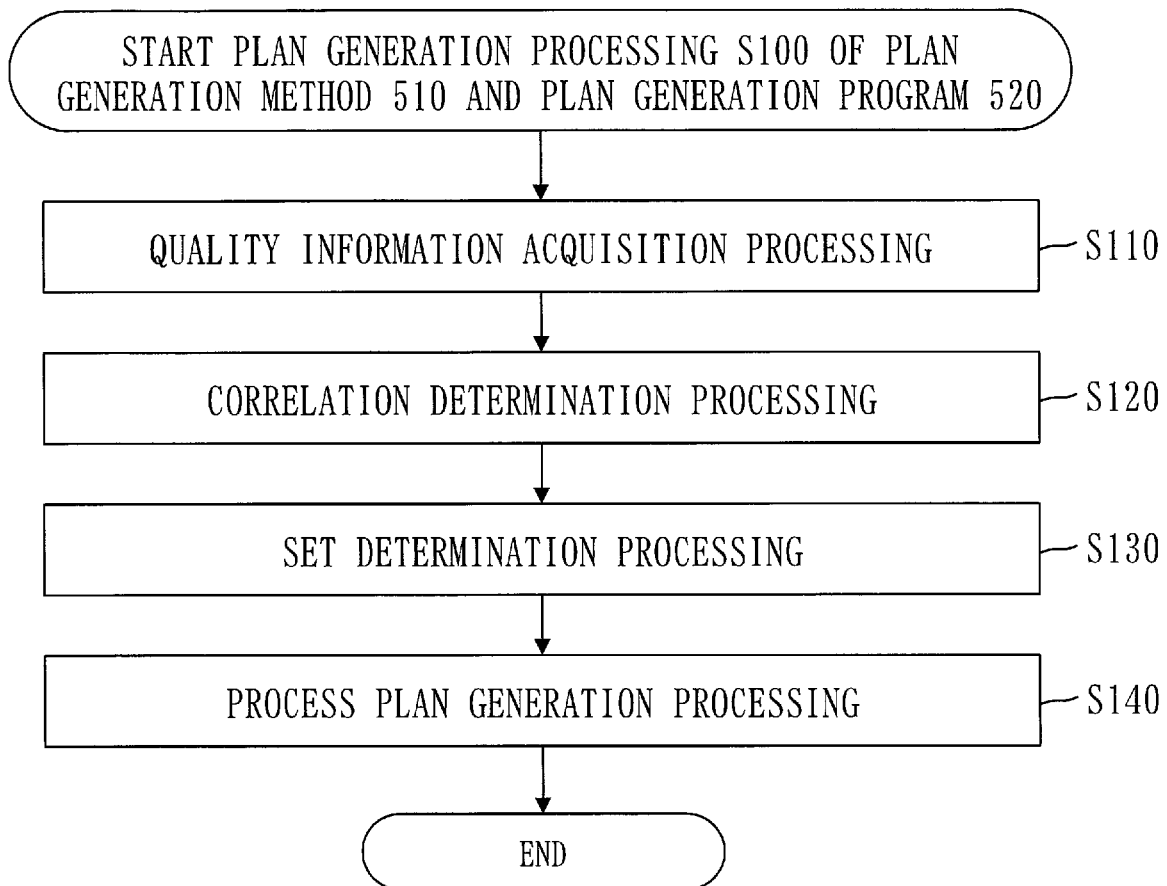 START PLAN GENERATION PROCESSING S100 OF PLAN
GENERATION METHOD 510 AND PLAN GENERATION PROGRAM 520
QUALITY INFORMATION ACQUISITION PROCESSING
S110
CORRELATION DETERMINATION PROCESSING
S120
SET DETERMINATION PROCESSING
S130
PROCESS PLAN GENERATION PROCESSING
S140
END